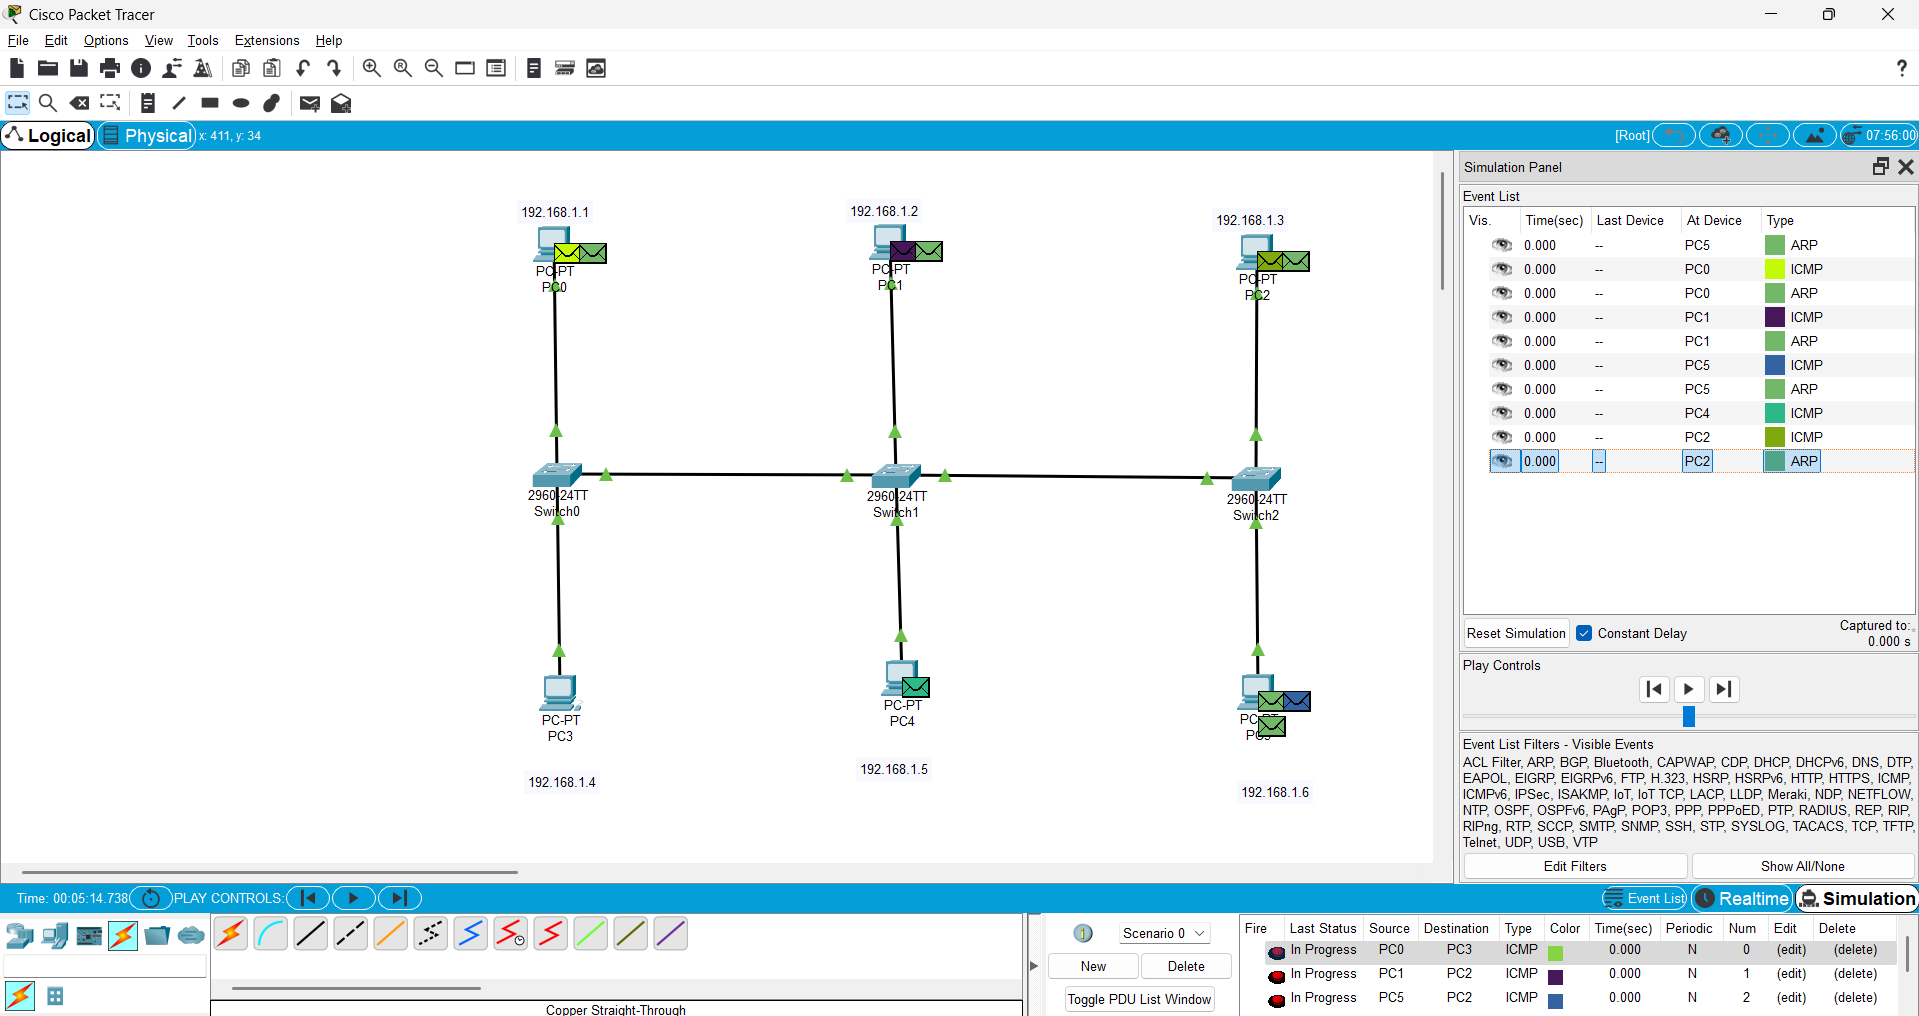 Cisco Packet Tracer
File Edit Options View Tools Extensions Help
Logical Physical x: 411, y: 34 [Root] 07:56:00
192.168.1.1
PC-PT
PC0
192.168.1.2
PC-PT
PC1
192.168.1.3
PC-PT
PC2
2960-24TT
Switch0
2960-24TT
Switch1
2960-24TT
Switch2
PC-PT
PC3
192.168.1.4
PC-PT
PC4
192.168.1.5
192.168.1.6
Simulation Panel
Event List
Vis. Time(sec) Last Device At Device Type
0.000 -- PC5 ARP
0.000 -- PC0 ICMP
0.000 -- PC0 ARP
0.000 -- PC1 ICMP
0.000 -- PC1 ARP
0.000 -- PC5 ICMP
0.000 -- PC5 ARP
0.000 -- PC4 ICMP
0.000 -- PC2 ICMP
0.000 -- PC2 ARP
Reset Simulation Constant Delay Captured to:
0.000 s
Play Controls
Event List Filters - Visible Events
ACL Filter, ARP, BGP, Bluetooth, CAPWAP, CDP, DHCP, DHCPv6, DNS, DTP,
EAPOL, EIGRP, EIGRPv6, FTP, H.323, HSRP, HSRPv6, HTTP, HTTPS, ICMP,
ICMPv6, IPSec, ISAKMP, IoT, IoT TCP, LACP, LLDP, Meraki, NDP, NETFLOW,
NTP, OSPF, OSPFv6, PAgP, POP3, PPP, PPPoED, PTP, RADIUS, REP, RIP,
RIPng, RTP, SCCP, SMTP, SNMP, SSH, STP, SYSLOG, TACACS, TCP, TFTP,
Telnet, UDP, USB, VTP
Edit Filters Show All/None
Time: 00:05:14.738 PLAY CONTROLS: Event List Realtime Simulation
Scenario 0
New Delete
Toggle PDU List Window
Fire Last Status Source Destination Type Color Time(sec) Periodic Num Edit Delete
In Progress PC0 PC3 ICMP 0.000 N 0 (edit) (delete)
In Progress PC1 PC2 ICMP 0.000 N 1 (edit) (delete)
In Progress PC5 PC2 ICMP 0.000 N 2 (edit) (delete)
Copper Straight-Through